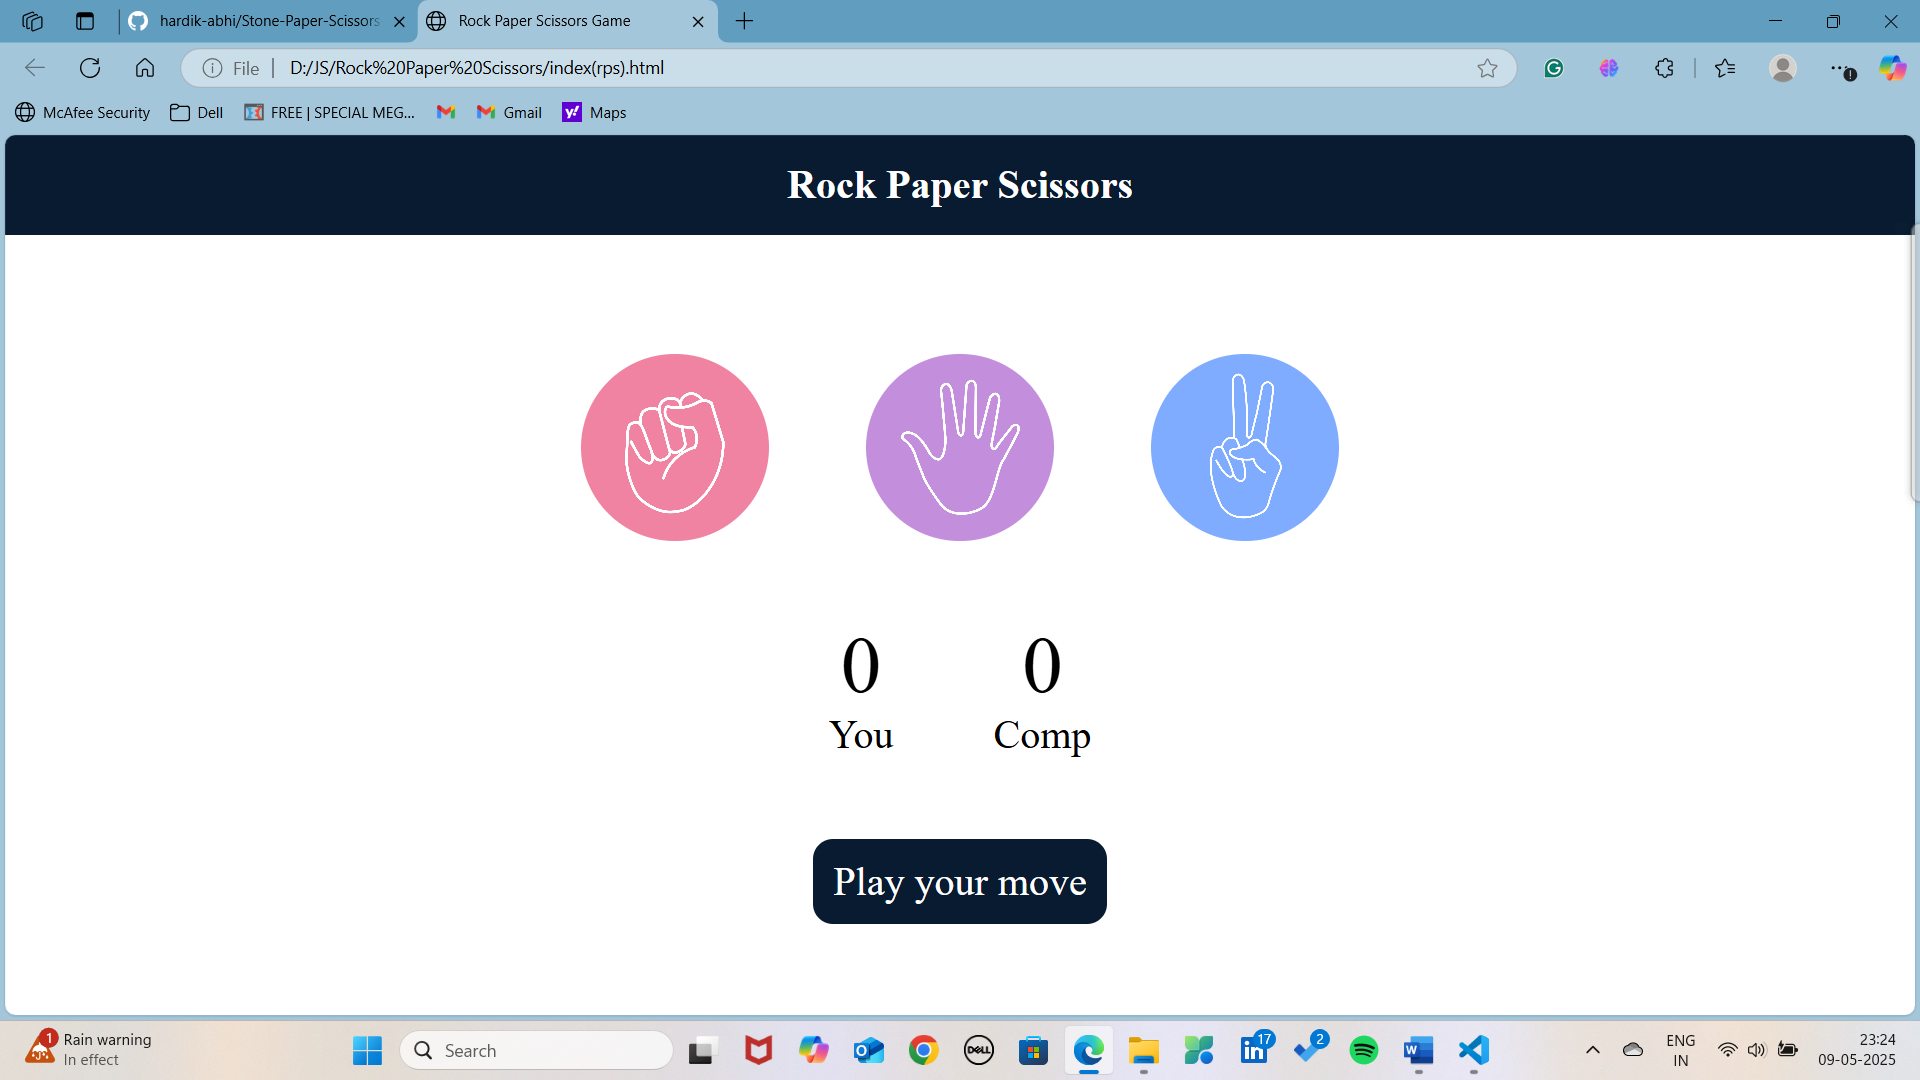 hardik-abhi/Stone-Paper-Scissors
Rock Paper Scissors Game
File
D:/JS/Rock%20Paper%20Scissors/index(rps).html
McAfee Security
Dell
FREE | SPECIAL MEG...
Gmail
Maps
Rock Paper Scissors
0
0
You
Comp
Play your move
1
Rain warning
In effect
Search
DELL
17
2
ENG
IN
23:24
09-05-2025